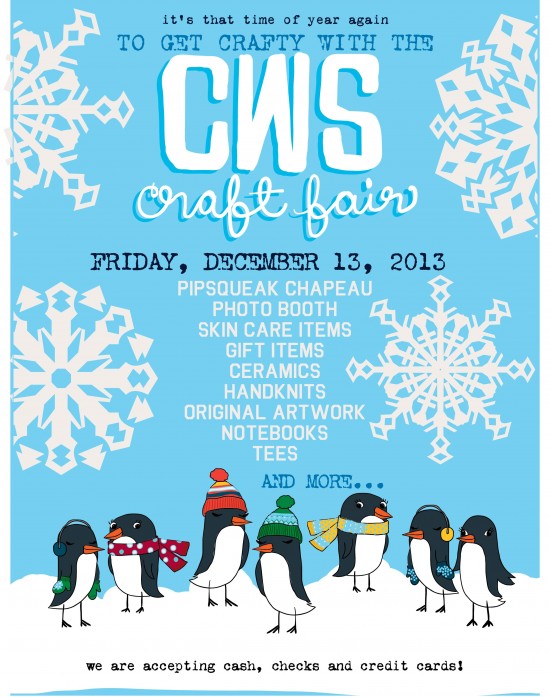 it's that time of year again
TO GET CRAFTY WITH THE
CWS
craft fair
FRIDAY, DECEMBER 13, 2013
PIPSQUEAK CHAPEAU
PHOTO BOOTH
SKIN CARE ITEMS
GIFT ITEMS
CERAMICS
HANDKNITS
ORIGINAL ARTWORK
NOTEBOOKS
TEES
AND MORE...
we are accepting cash, checks and credit cards!